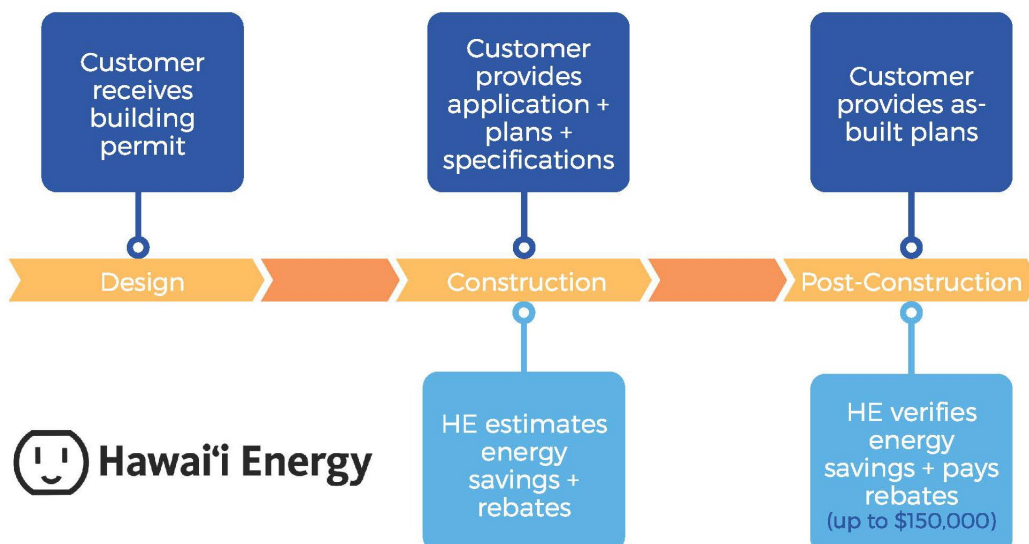 Customer
receives
building
permit
Customer
provides
application +
plans +
specifications
Customer
provides as-
built plans
Design
Construction
Post-Construction
HE estimates
energy
savings +
rebates
HE verifies
energy
savings + pays
rebates
(up to $150,000)
Hawaiʻi Energy